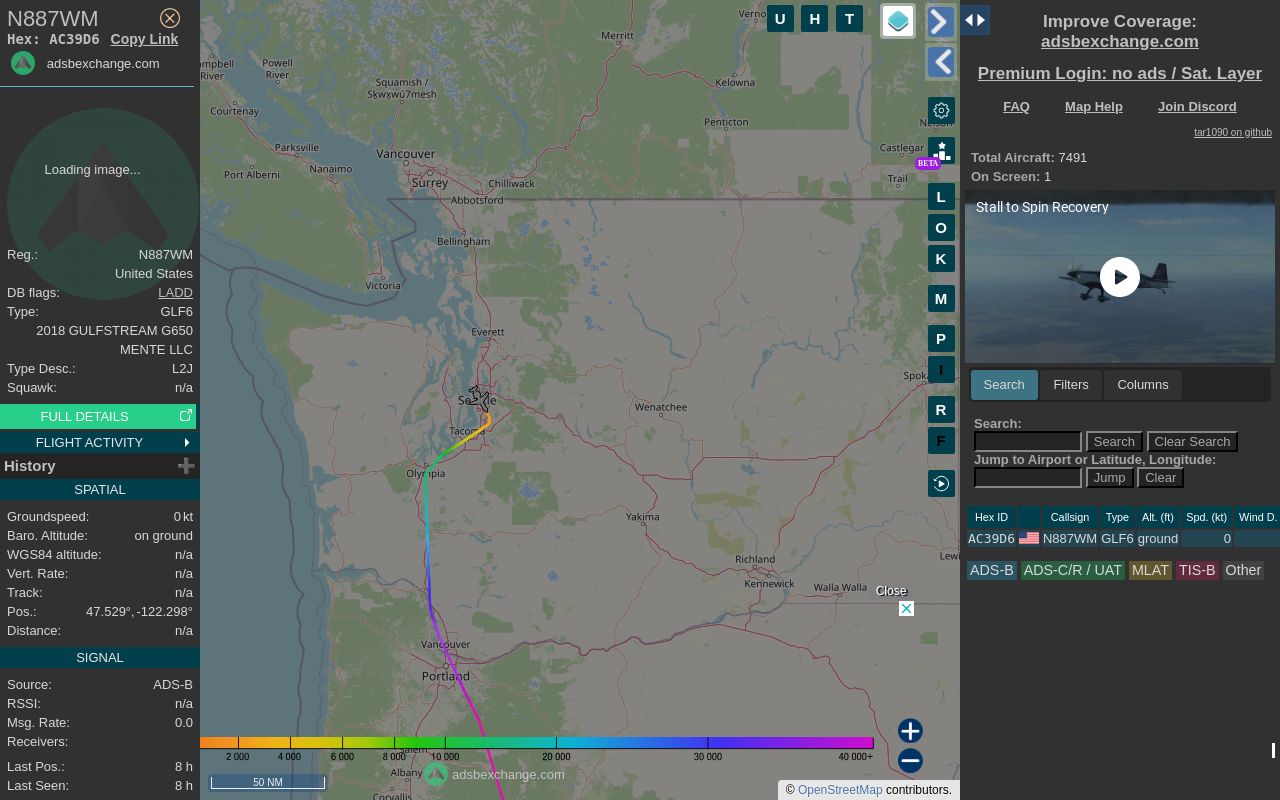 N887WM
Hex: AC39D6 Copy Link
adsbexchange.com
Loading image...
Reg.: N887WM
United States
DB flags: LADD
Type: GLF6
2018 GULFSTREAM G650
MENTE LLC
Type Desc.: L2J
Squawk: n/a
FULL DETAILS
FLIGHT ACTIVITY
History
SPATIAL
Groundspeed: 0 kt
Baro. Altitude: on ground
WGS84 altitude: n/a
Vert. Rate: n/a
Track: n/a
Pos.: 47.529°, -122.298°
Distance: n/a
SIGNAL
Source: ADS-B
RSSI: n/a
Msg. Rate: 0.0
Receivers:
Last Pos.: 8 h
Last Seen: 8 h
Merritt
Powell
River
River
Squamish /
Sḵwx̱wú7mesh
Courtenay
Kelowna
Penticton
Parksville
Nanaimo
Port Alberni
Vancouver
Surrey
Chilliwack
Abbotsford
Castlegar
Trail
Bellingham
Victoria
Everett
Tacoma
Wenatchee
Olympia
Yakima
Richland
Kennewick
Walla Walla
Vancouver
Portland
Albany
Corvallis
U H T
BETA
L
O
K
M
P
I
R
F
Close
2 000 4 000 6 000 8 000 10 000 20 000 30 000 40 000+
adsbexchange.com
50 NM
© OpenStreetMap contributors.
Improve Coverage:
adsbexchange.com
Premium Login: no ads / Sat. Layer
FAQ Map Help Join Discord
tar1090 on github
Total Aircraft: 7491
On Screen: 1
Stall to Spin Recovery
Search Filters Columns
Search:
Search Clear Search
Jump to Airport or Latitude, Longitude:
Jump Clear
Hex ID Callsign Type Alt. (ft) Spd. (kt) Wind D.
AC39D6 N887WM GLF6 ground 0
ADS-B ADS-C/R / UAT MLAT TIS-B Other